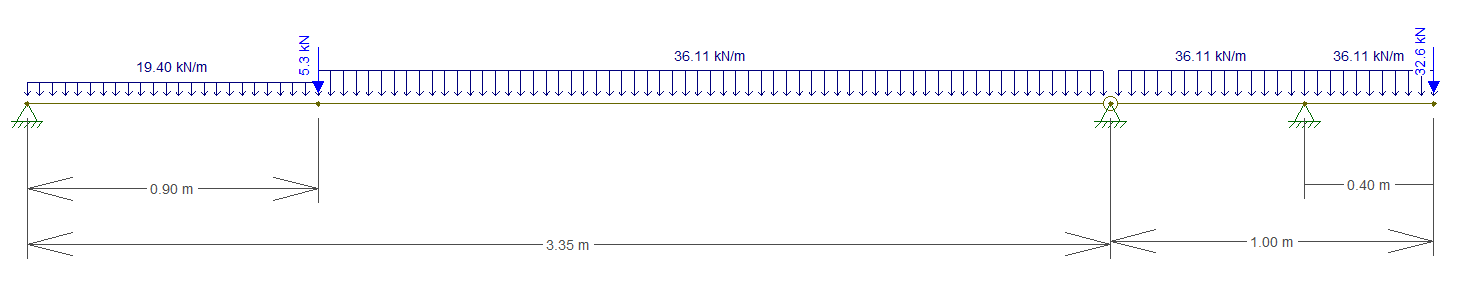 19.40 kN/m
5.3 kN
36.11 kN/m
36.11 kN/m
36.11 kN/m
32.6 kN
0.90 m
0.40 m
3.35 m
1.00 m